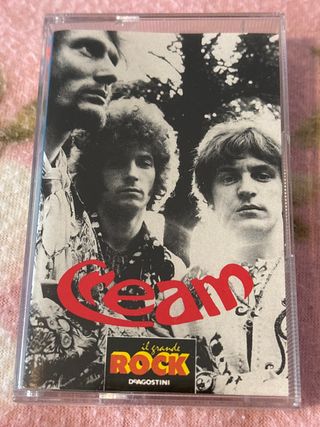 Cream
il grande
ROCK
DEAGOSTINI